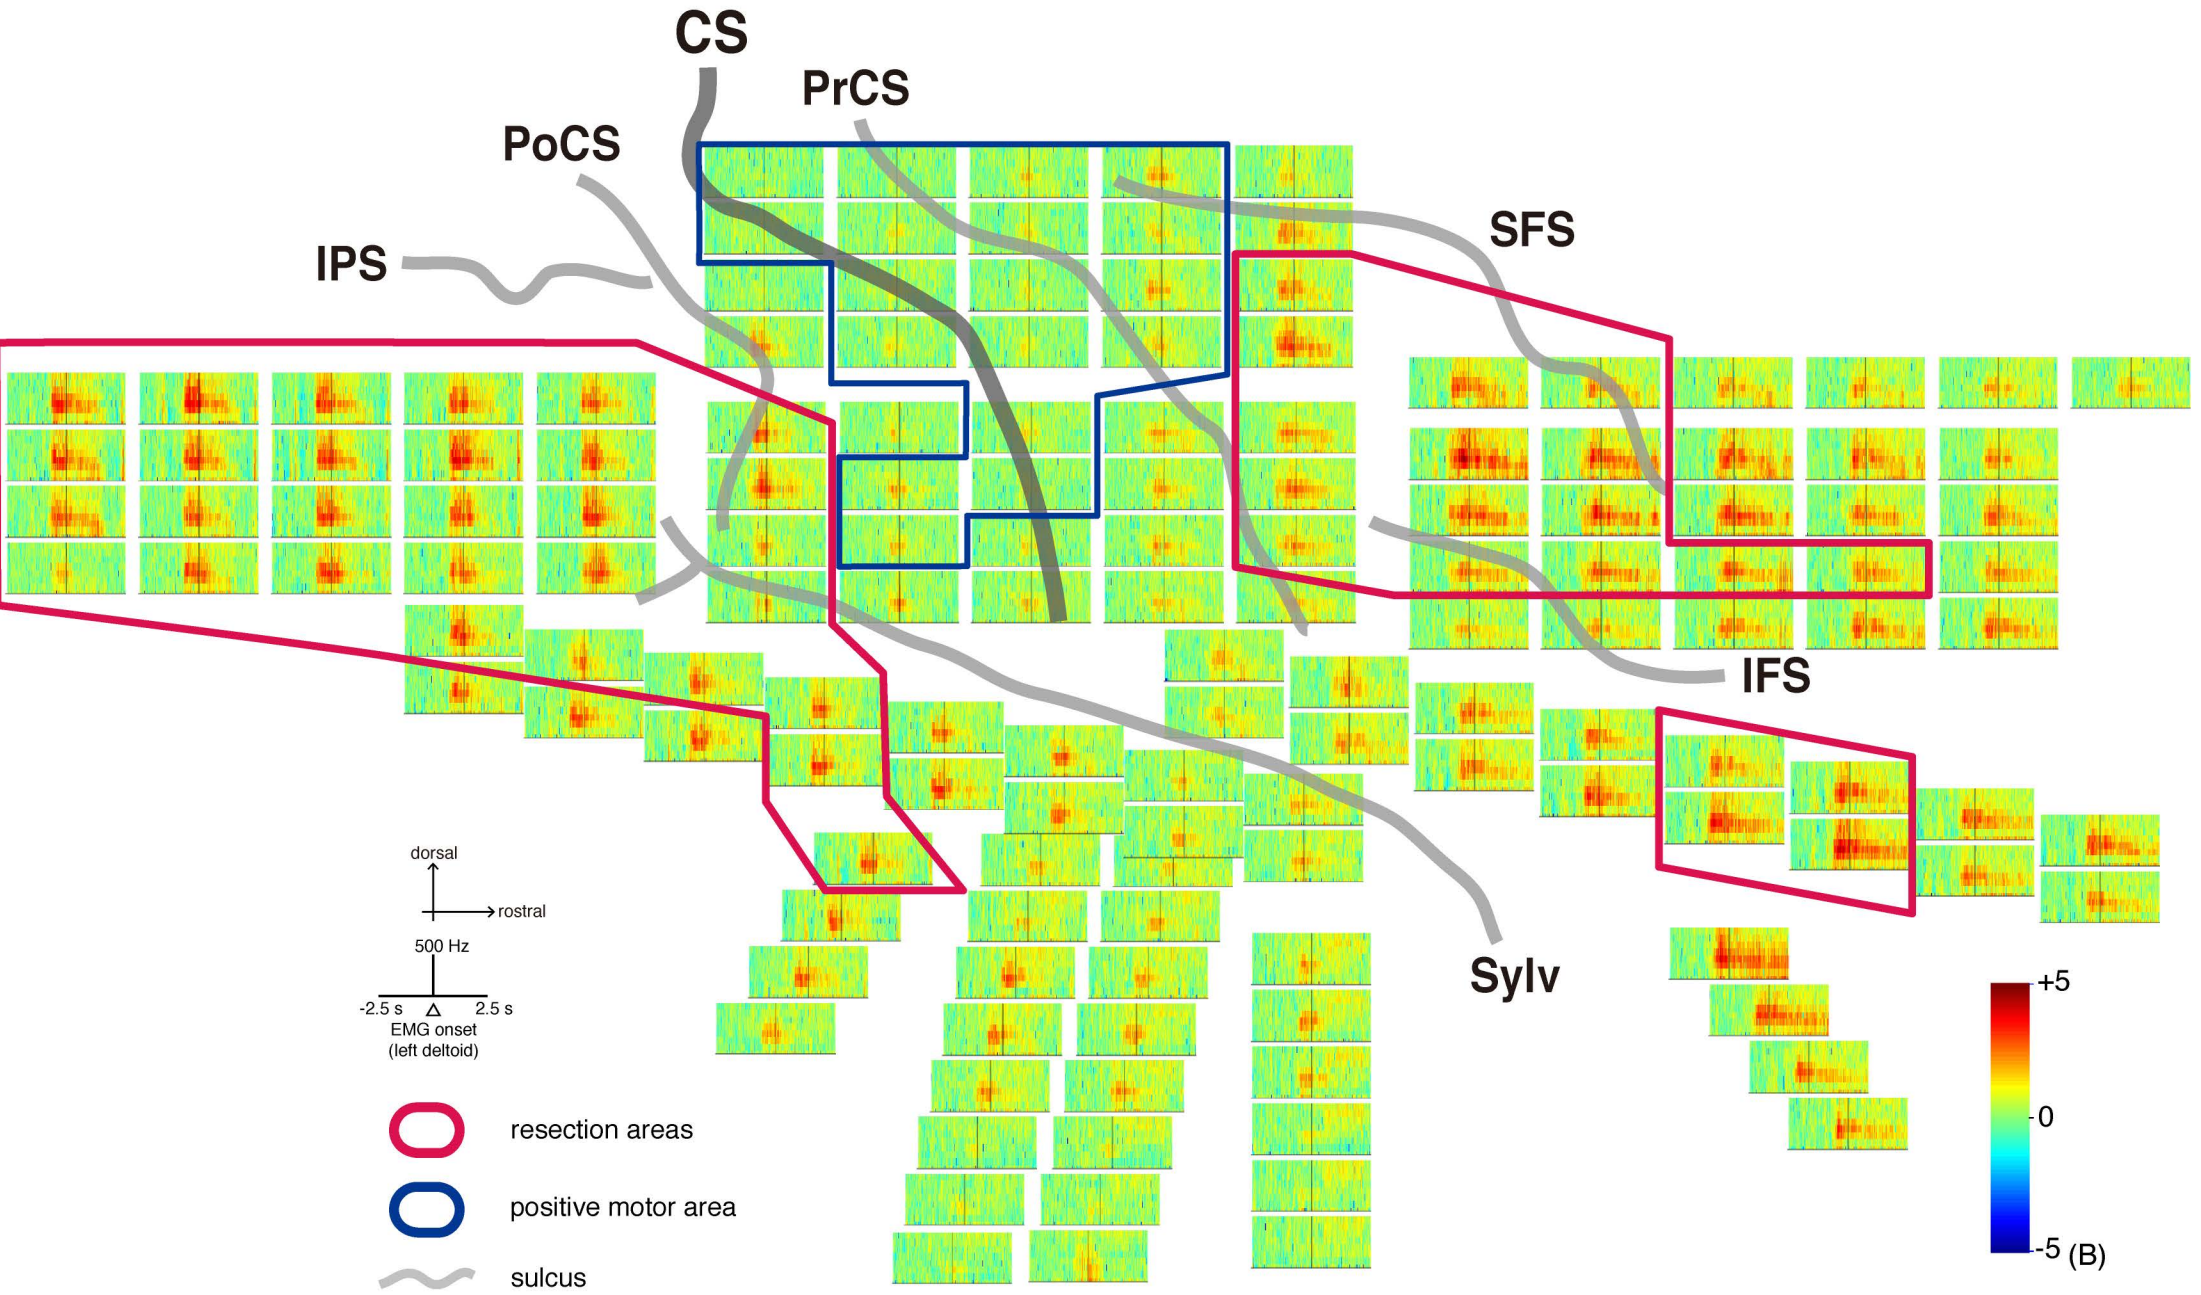 CS
PrCS
PoCS
SFS
IPS
IFS
dorsal
rostral
500 Hz
-2.5 s
2.5 s
EMG onset
(left deltoid)
Sylv
+5
0
-5 (B)
resection areas
positive motor area
sulcus